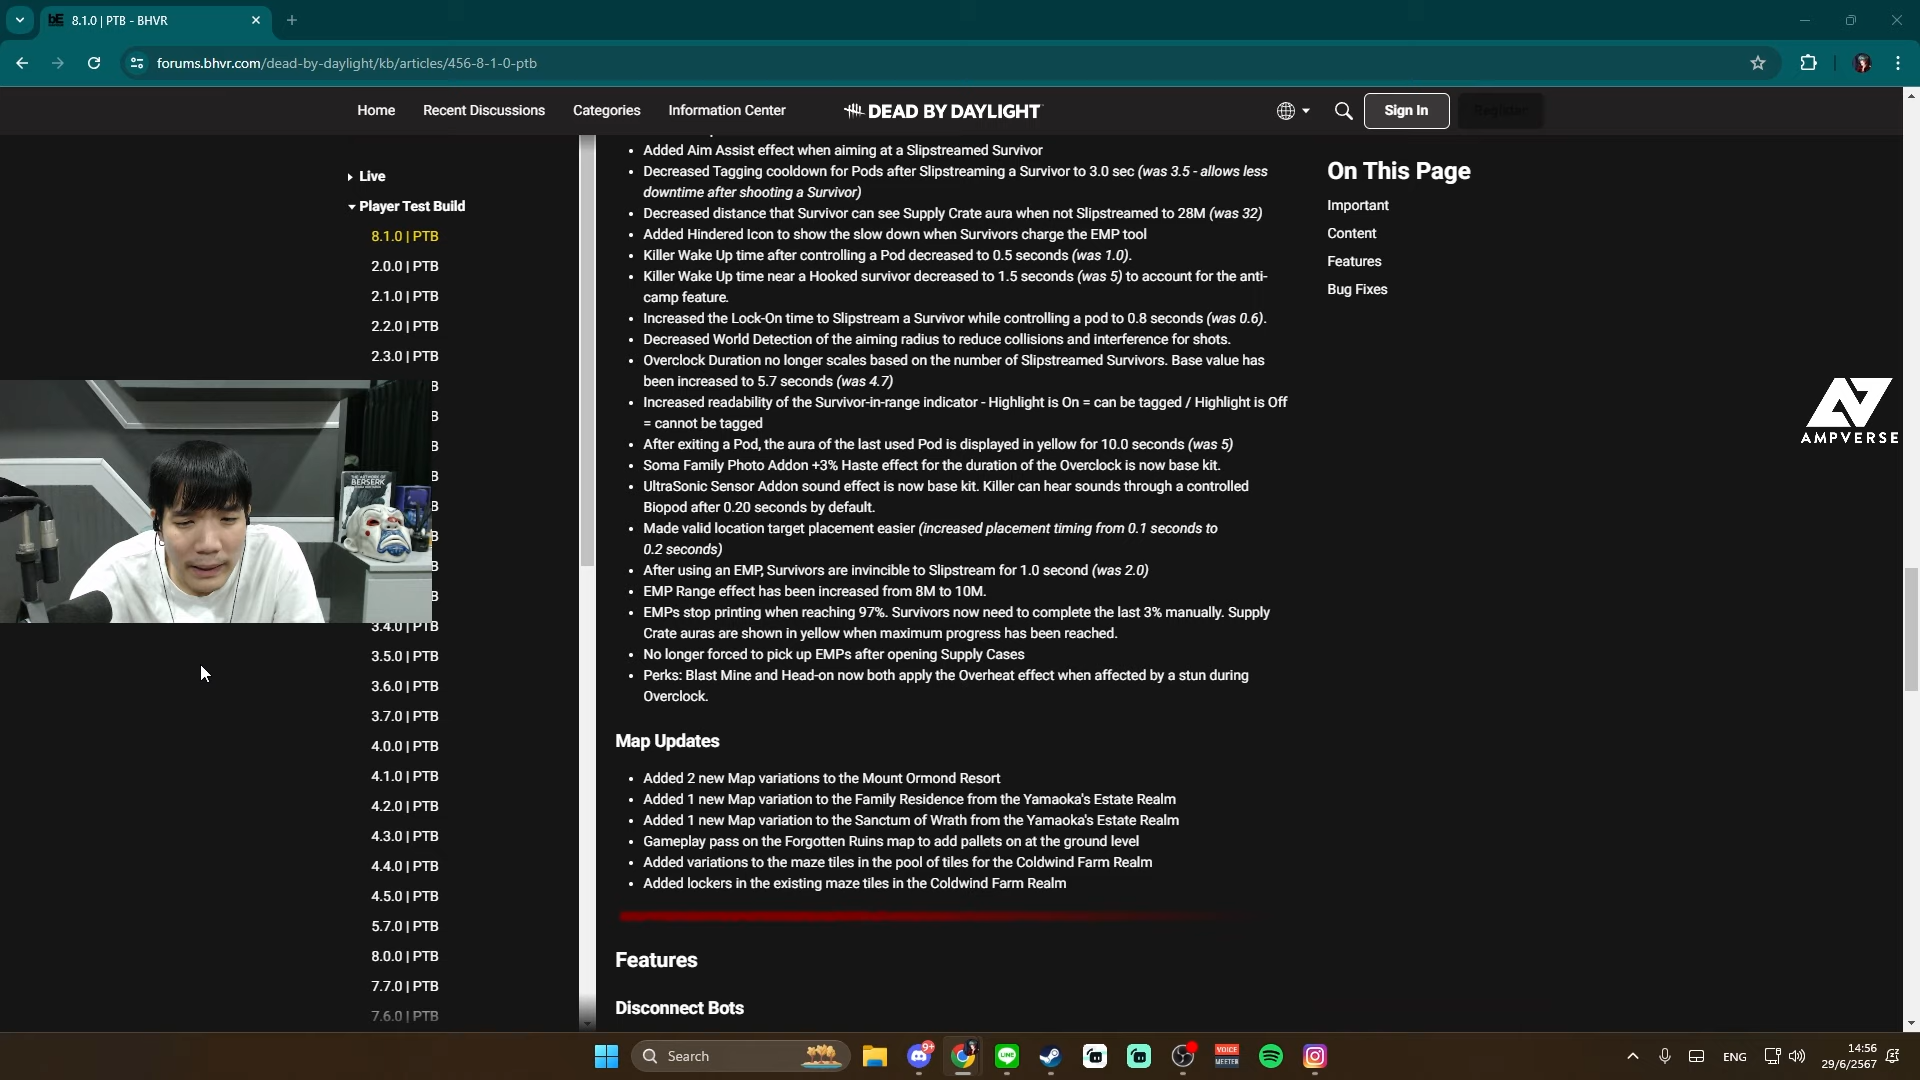 8.1.0 | PTB - BHVR
forums.bhvr.com/dead-by-daylight/kb/articles/456-8-1-0-ptb
Home
Recent Discussions
Categories
Information Center
DEAD BY DAYLIGHT
Sign In
Register
Live
Player Test Build
8.1.0 | PTB
2.0.0 | PTB
2.1.0 | PTB
2.2.0 | PTB
2.3.0 | PTB
B
B
B
B
B
B
B
B
3.4.0 | PTB
3.5.0 | PTB
3.6.0 | PTB
3.7.0 | PTB
4.0.0 | PTB
4.1.0 | PTB
4.2.0 | PTB
4.3.0 | PTB
4.4.0 | PTB
4.5.0 | PTB
5.7.0 | PTB
8.0.0 | PTB
7.7.0 | PTB
7.6.0 | PTB
BERSERK
Added Aim Assist effect when aiming at a Slipstreamed Survivor
Decreased Tagging cooldown for Pods after Slipstreaming a Survivor to 3.0 sec (was 3.5 - allows less
downtime after shooting a Survivor)
Decreased distance that Survivor can see Supply Crate aura when not Slipstreamed to 28M (was 32)
Added Hindered Icon to show the slow down when Survivors charge the EMP tool
Killer Wake Up time after controlling a Pod decreased to 0.5 seconds (was 1.0).
Killer Wake Up time near a Hooked survivor decreased to 1.5 seconds (was 5) to account for the anti-
camp feature.
Increased the Lock-On time to Slipstream a Survivor while controlling a pod to 0.8 seconds (was 0.6).
Decreased World Detection of the aiming radius to reduce collisions and interference for shots.
Overclock Duration no longer scales based on the number of Slipstreamed Survivors. Base value has
been increased to 5.7 seconds (was 4.7)
Increased readability of the Survivor-in-range indicator - Highlight is On = can be tagged / Highlight is Off
= cannot be tagged
After exiting a Pod, the aura of the last used Pod is displayed in yellow for 10.0 seconds (was 5)
Soma Family Photo Addon +3% Haste effect for the duration of the Overclock is now base kit.
UltraSonic Sensor Addon sound effect is now base kit. Killer can hear sounds through a controlled
Biopod after 0.20 seconds by default.
Made valid location target placement easier (increased placement timing from 0.1 seconds to
0.2 seconds)
After using an EMP, Survivors are invincible to Slipstream for 1.0 second (was 2.0)
EMP Range effect has been increased from 8M to 10M.
EMPs stop printing when reaching 97%. Survivors now need to complete the last 3% manually. Supply
Crate auras are shown in yellow when maximum progress has been reached.
No longer forced to pick up EMPs after opening Supply Cases
Perks: Blast Mine and Head-on now both apply the Overheat effect when affected by a stun during
Overclock.
Map Updates
Added 2 new Map variations to the Mount Ormond Resort
Added 1 new Map variation to the Family Residence from the Yamaoka's Estate Realm
Added 1 new Map variation to the Sanctum of Wrath from the Yamaoka's Estate Realm
Gameplay pass on the Forgotten Ruins map to add pallets on at the ground level
Added variations to the maze tiles in the pool of tiles for the Coldwind Farm Realm
Added lockers in the existing maze tiles in the Coldwind Farm Realm
Features
Disconnect Bots
On This Page
Important
Content
Features
Bug Fixes
AMPVERSE
Search
9+
LINE
VOICE
MEETER
ENG
14:56
29/6/2567